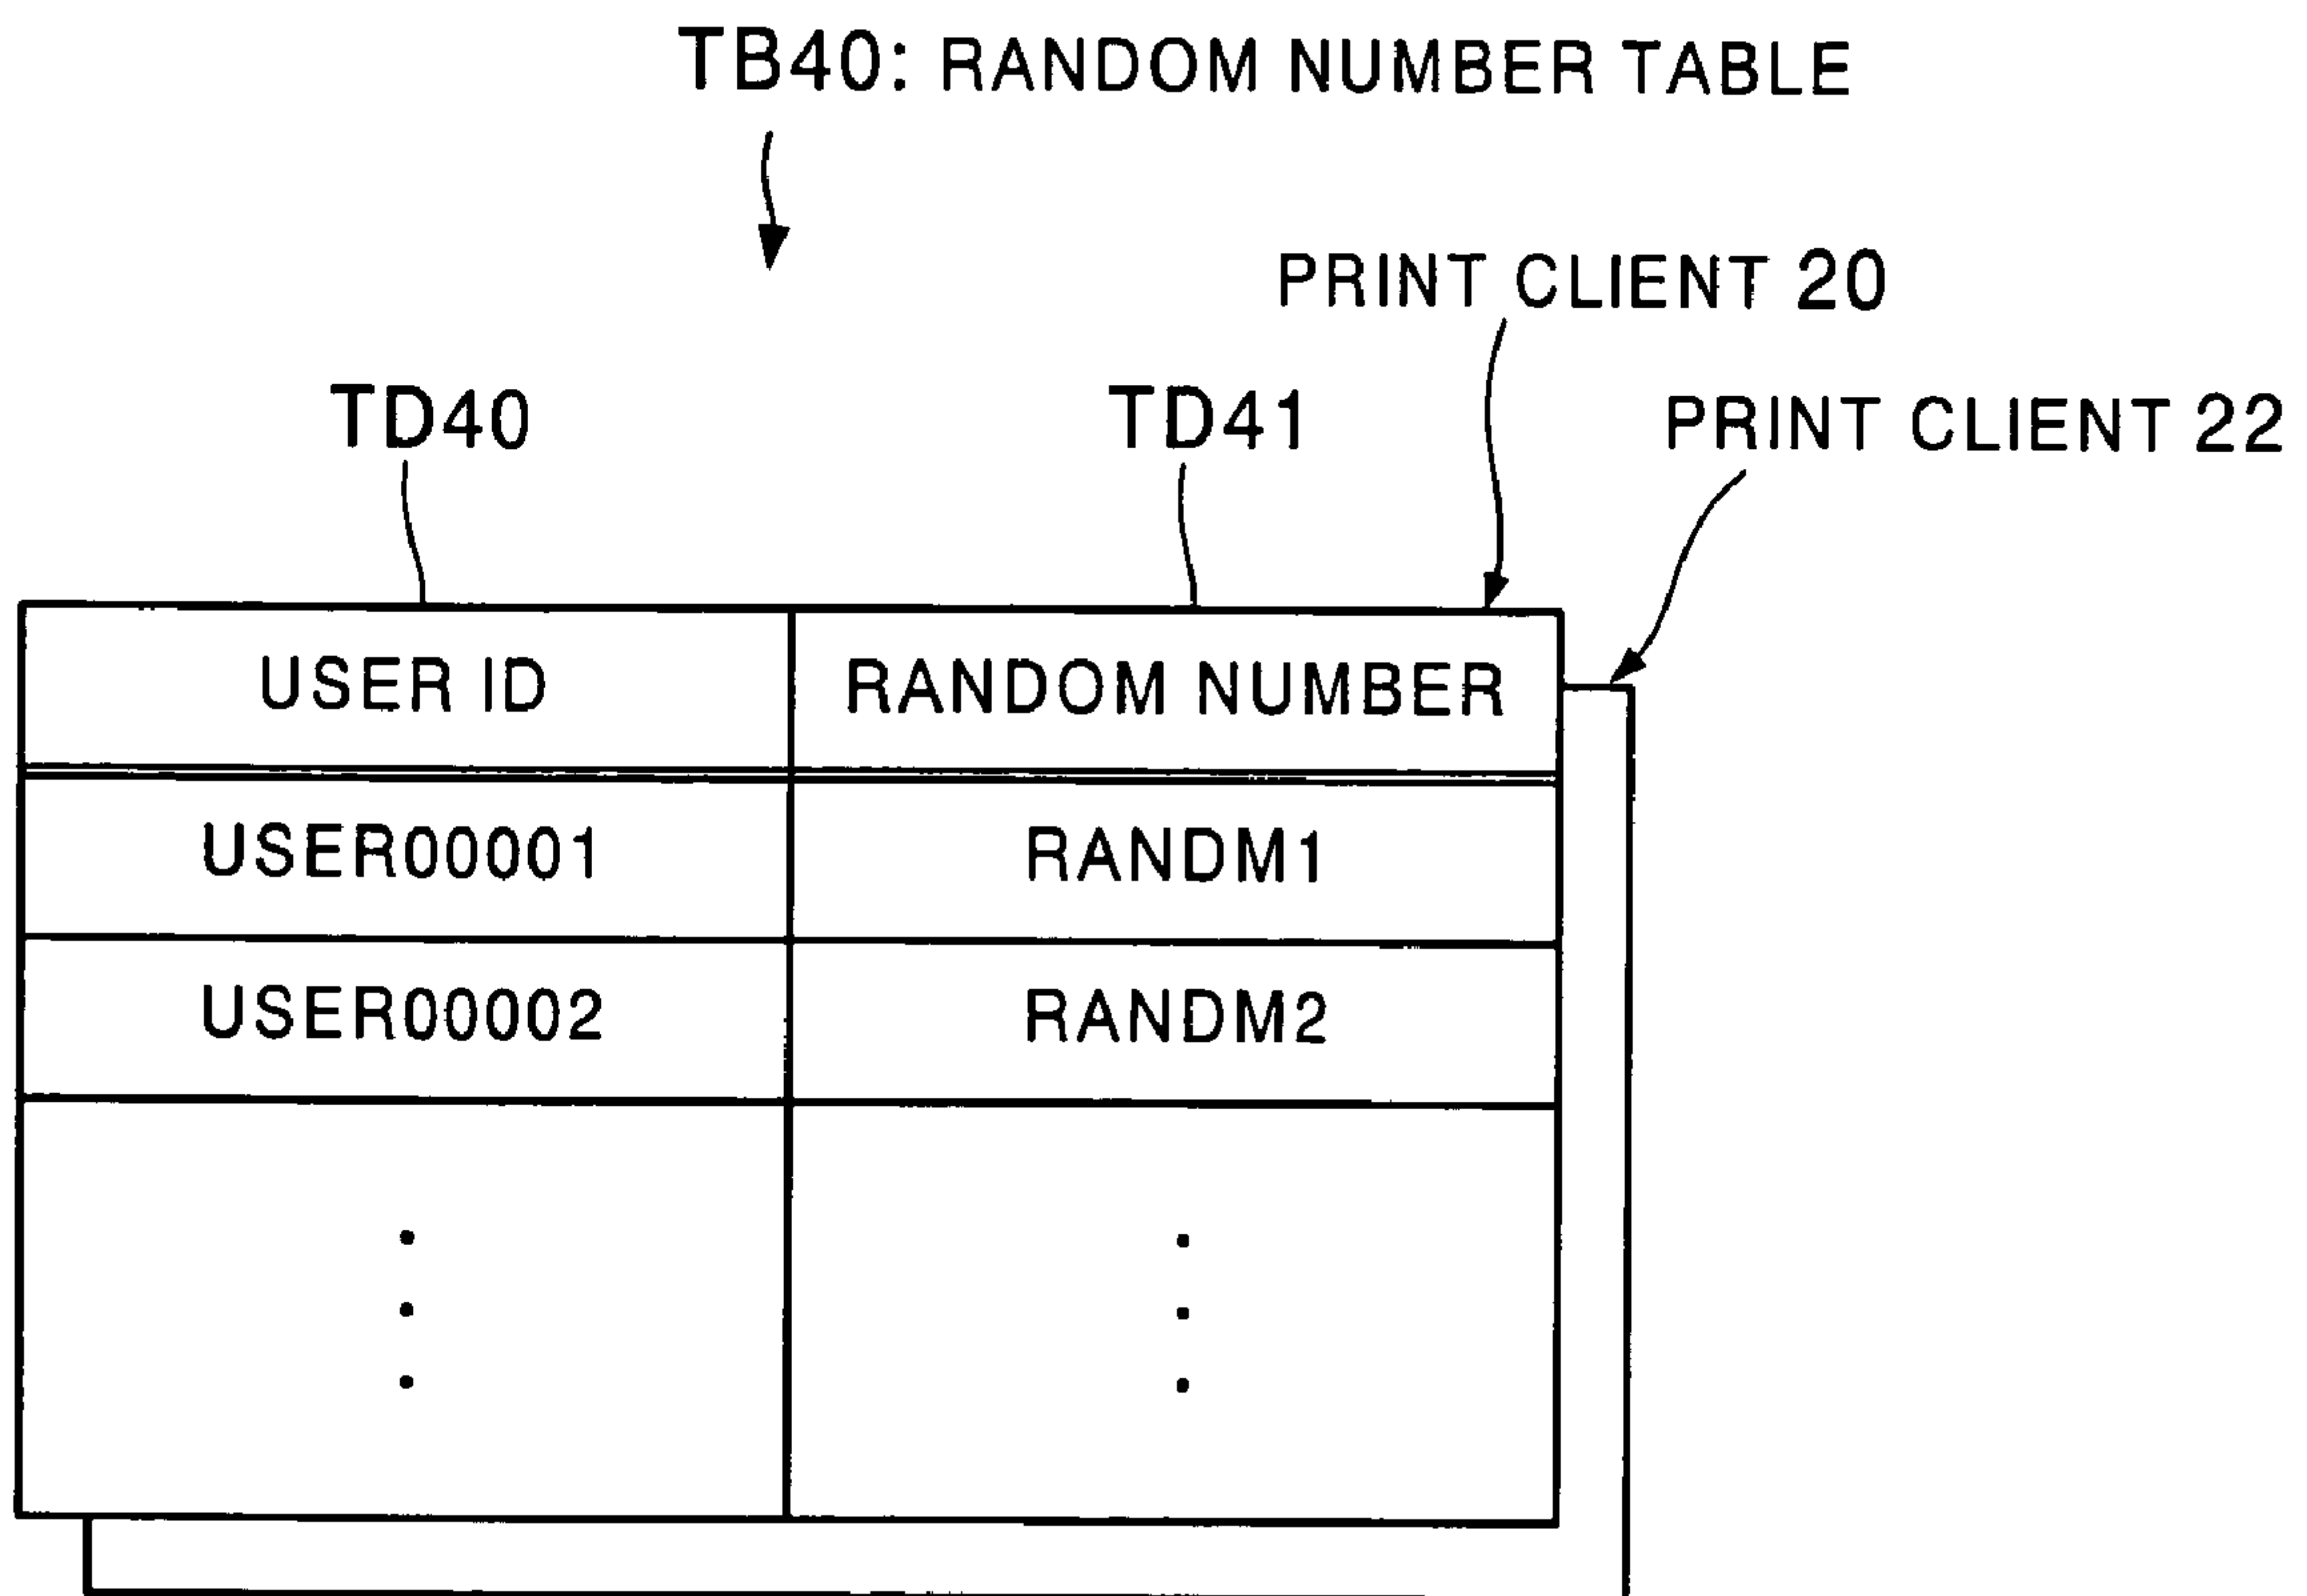 TB40: RANDOM NUMBER TABLE
PRINT CLIENT 20
TD40 TD41 PRINT CLIENT 22
USER ID RANDOM NUMBER
USER00001 RANDM1
USER00002 RANDM2